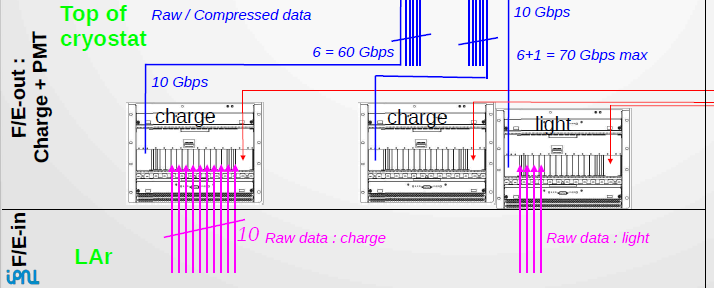 Top of
cryostat
Raw / Compressed data
10 Gbps
6 = 60 Gbps
6+1 = 70 Gbps max
10 Gbps
F/E-out :
Charge + PMT
charge
charge
light
F/E-in
LAr
10
Raw data : charge
Raw data : light
ipnl